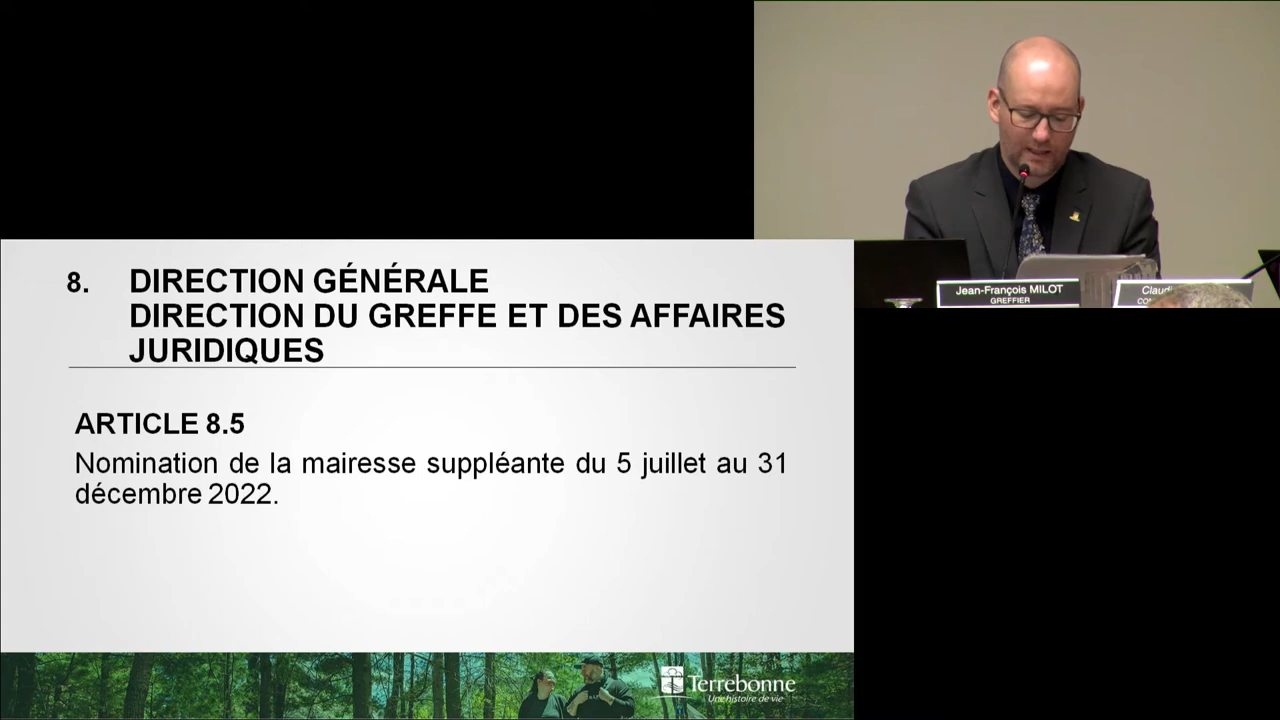 8. DIRECTION GÉNÉRALE
DIRECTION DU GREFFE ET DES AFFAIRES
JURIDIQUES
ARTICLE 8.5
Nomination de la mairesse suppléante du 5 juillet au 31
décembre 2022.
Terrebonne
Une histoire de vie
Jean-François MILOT
GREFFIER